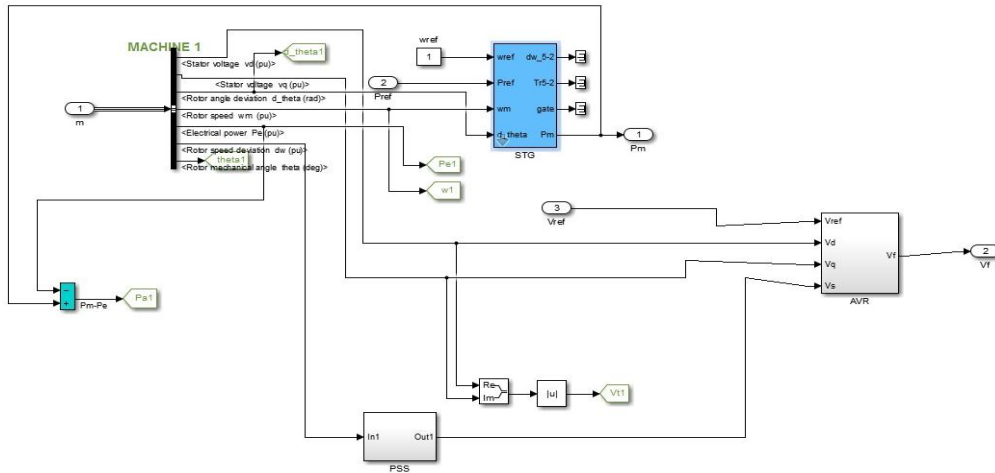 MACHINE 1
d_theta1
<Stator voltage vd (pu)>
<Stator voltage vq (pu)>
<Rotor angle deviation d_theta (rad)>
<Rotor speed wm (pu)>
<Electrical power Pe (pu)>
<Rotor speed deviation dw (pu)>
theta1
<Rotor mechanical angle theta (deg)>
1
m
wref
1
2
Pref
wref
dw_5-2
Pref
Tr5-2
wm
gate
d_theta
Pm
STG
1
Pm
Pe1
w1
3
Vref
Vref
Vd
Vq
Vs
Vf
AVR
2
Vf
−
+
Pm-Pe
Pa1
Re
Im
|u|
Vt1
In1
Out1
PSS